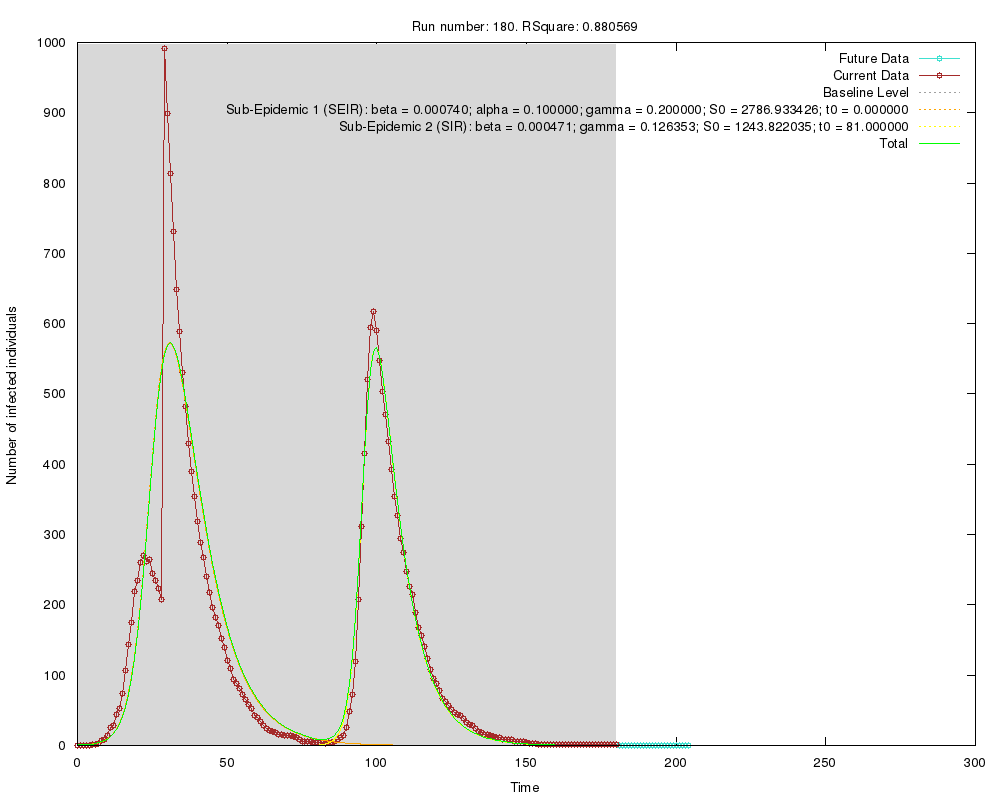 Run number: 180. RSquare: 0.880569
Future Data
Current Data
Baseline Level
Sub-Epidemic 1 (SEIR): beta = 0.000740; alpha = 0.100000; gamma = 0.200000; S0 = 2786.933426; t0 = 0.000000
Sub-Epidemic 2 (SIR): beta = 0.000471; gamma = 0.126353; S0 = 1243.822035; t0 = 81.000000
Total
Number of infected individuals
1000
900
800
700
600
500
400
300
200
100
0
0 50 100 150 200 250 300
Time